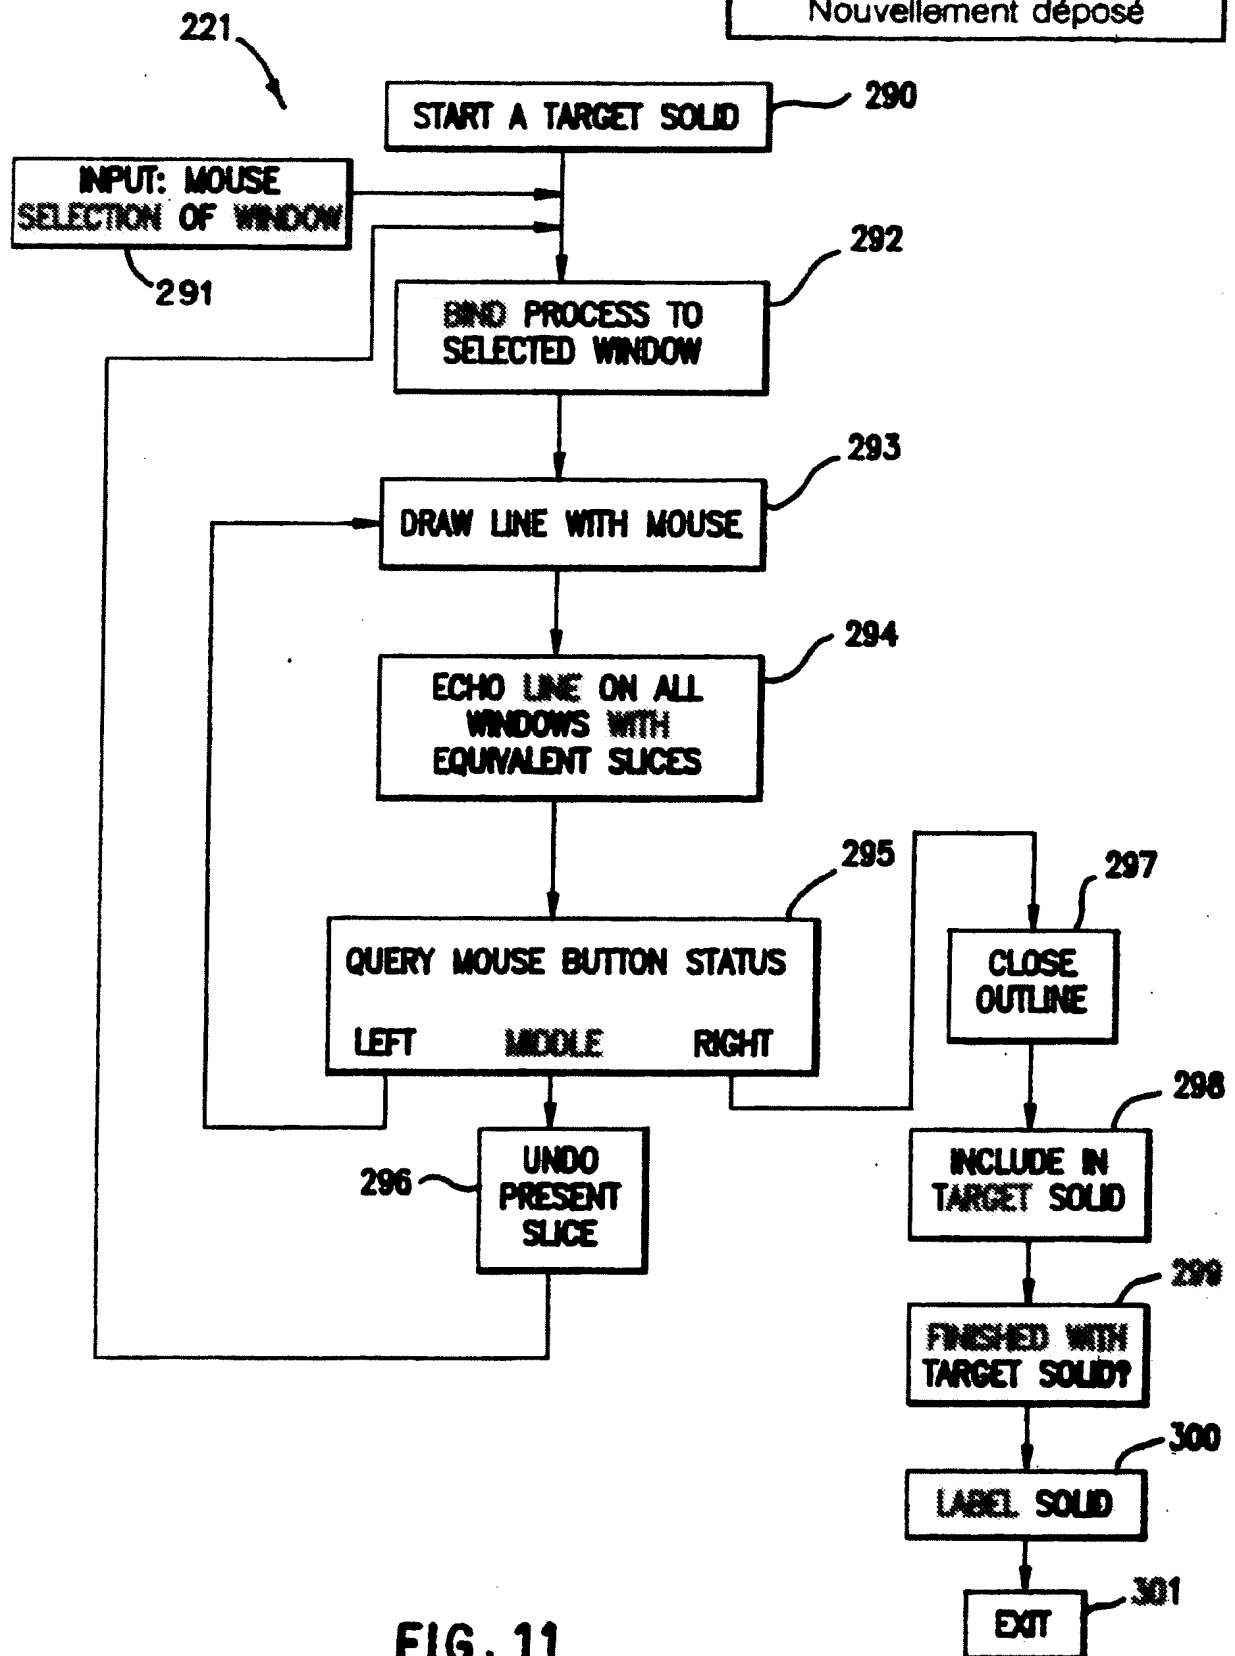 Nouvellement déposé
221
START A TARGET SOLID
290
INPUT: MOUSE
SELECTION OF WINDOW
291
292
BIND PROCESS TO
SELECTED WINDOW
293
DRAW LINE WITH MOUSE
294
ECHO LINE ON ALL
WINDOWS WITH
EQUIVALENT SLICES
295
QUERY MOUSE BUTTON STATUS
LEFT MIDDLE RIGHT
296
UNDO
PRESENT
SLICE
297
CLOSE
OUTLINE
298
INCLUDE IN
TARGET SOLID
299
FINISHED WITH
TARGET SOLID?
300
LABEL SOLID
301
EXIT
FIG. 11